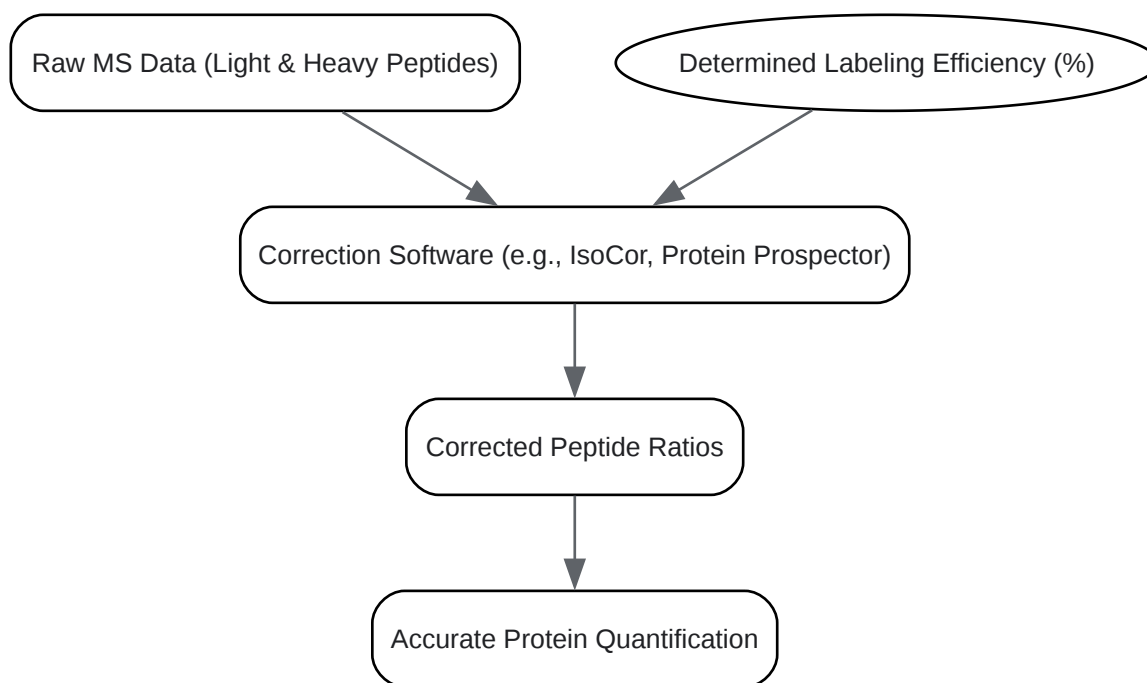 Raw MS Data (Light & Heavy Peptides)
Determined Labeling Efficiency (%)
Correction Software (e.g., IsoCor, Protein Prospector)
Corrected Peptide Ratios
Accurate Protein Quantification